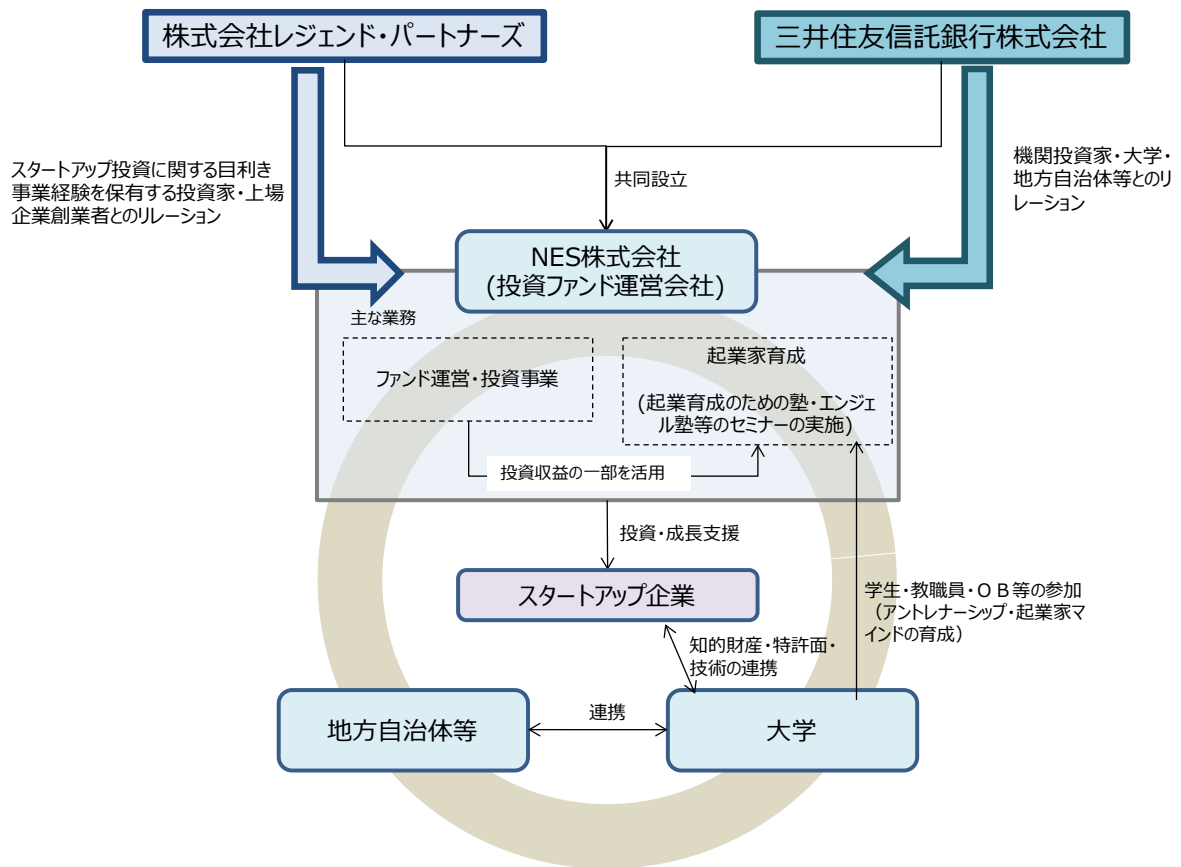 株式会社レジェンド・パートナーズ
三井住友信託銀行株式会社
スタートアップ投資に関する目利き
事業経験を保有する投資家・上場
企業創業者とのリレーション
共同設立
機関投資家・大学・
地方自治体等とのリ
レーション
NES株式会社
(投資ファンド運営会社)
主な業務
ファンド運営・投資事業
起業家育成
(起業育成のための塾・エンジェ
ル塾等のセミナーの実施)
投資収益の一部を活用
投資・成長支援
スタートアップ企業
学生・教職員・ＯＢ等の参加
（アントレナーシップ・起業家マ
インドの育成）
知的財産・特許面・
技術の連携
地方自治体等
連携
大学